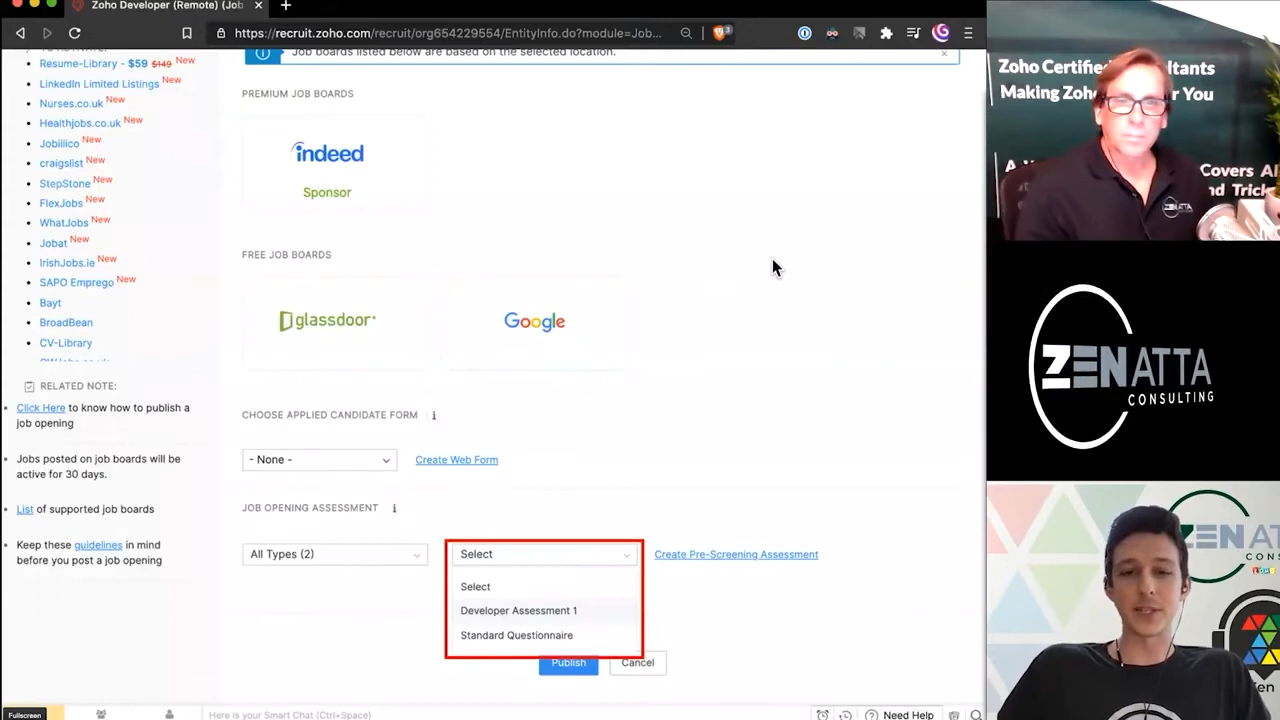 Zoho Developer (Remote) (Job
https://recruit.zoho.com/recruit/org654229554/EntityInfo.do?module=Job...
Job boards listed below are based on the selected location.
Resume-Library - $59 $149 New
LinkedIn Limited Listings New
Nurses.co.uk New
Healthjobs.co.uk New
Jobillico New
craigslist New
StepStone New
FlexJobs New
WhatJobs New
Jobat New
IrishJobs.ie New
SAPO Emprego New
Bayt
BroadBean
CV-Library
RELATED NOTE:
Click Here to know how to publish a
job opening
Jobs posted on job boards will be
active for 30 days.
List of supported job boards
Keep these guidelines in mind
before you post a job opening
PREMIUM JOB BOARDS
indeed
Sponsor
FREE JOB BOARDS
glassdoor
Google
CHOOSE APPLIED CANDIDATE FORM
- None -
Create Web Form
JOB OPENING ASSESSMENT
All Types (2)
Select
Create Pre-Screening Assessment
Select
Developer Assessment 1
Standard Questionnaire
Publish
Cancel
Fullscreen
Here is your Smart Chat (Ctrl+Space)
Need Help
Zoho Certified
Making Zoho
You
Covers
ZENATTA
ZENATTA
CONSULTING
ZENATTA